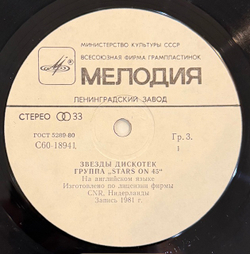 МИНИСТЕРСТВО КУЛЬТУРЫ СССР
ВСЕСОЮЗНАЯ ФИРМА ГРАМПЛАСТИНОК
МЕЛОДИЯ
ЛЕНИНГРАДСКИЙ ЗАВОД
СТЕРЕО 33
ГОСТ 5289-80
Гр. 3.
С60-18941
1
ЗВЕЗДЫ ДИСКОТЕК
ГРУППА „STARS ON 45"
На английском языке
Изготовлено по лицензии фирмы
CNR, Нидерланды
Запись 1981 г.